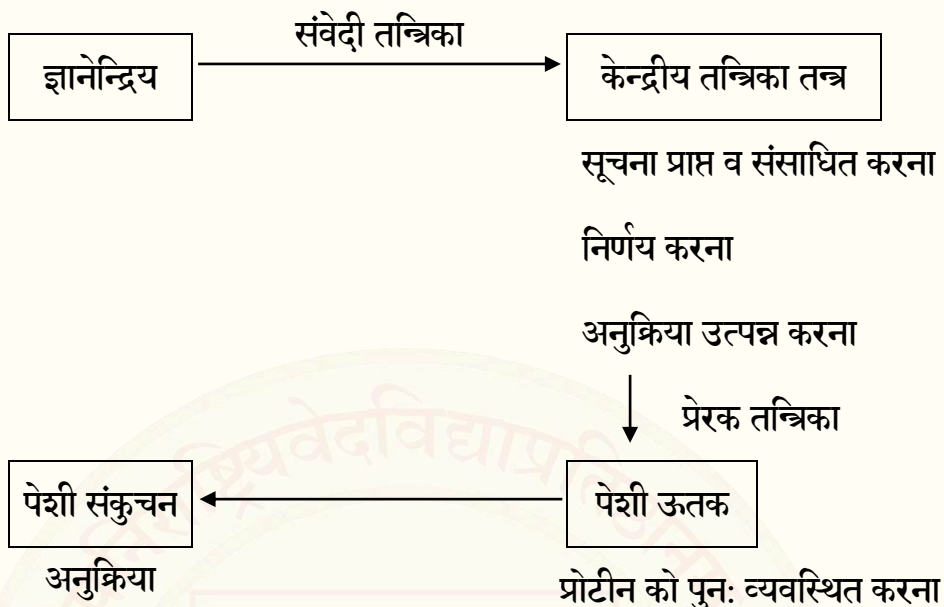 संवेदी तन्त्रिका
ज्ञानेन्द्रिय
केन्द्रीय तन्त्रिका तन्त्र
सूचना प्राप्त व संसाधित करना
निर्णय करना
अनुक्रिया उत्पन्न करना
प्रेरक तन्त्रिका
पेशी संकुचन
पेशी ऊतक
अनुक्रिया
प्रोटीन को पुन: व्यवस्थित करना